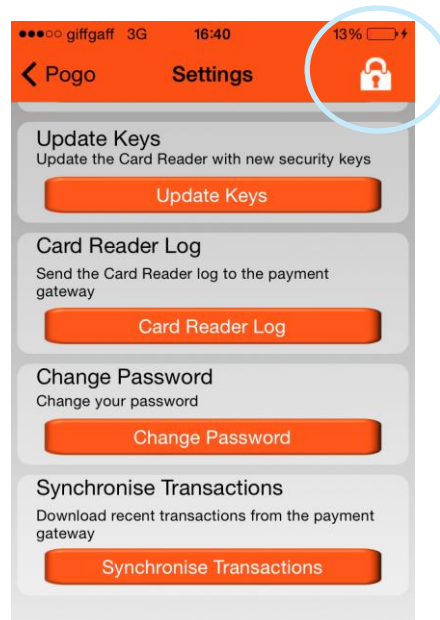 giffgaff 3G 16:40 13%
Pogo Settings
Update Keys
Update the Card Reader with new security keys
Update Keys
Card Reader Log
Send the Card Reader log to the payment
gateway
Card Reader Log
Change Password
Change your password
Change Password
Synchronise Transactions
Download recent transactions from the payment
gateway
Synchronise Transactions